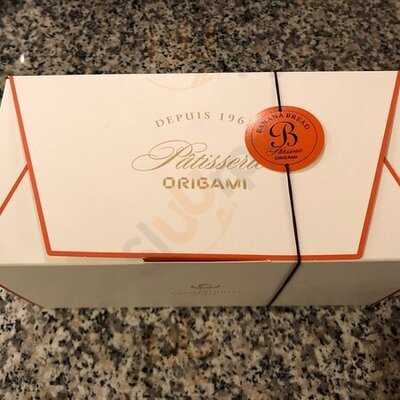 DEPUIS 196
Pâtisserie
ORIGAMI
BANANA BREAD
B
Pâtisserie
ORIGAMI